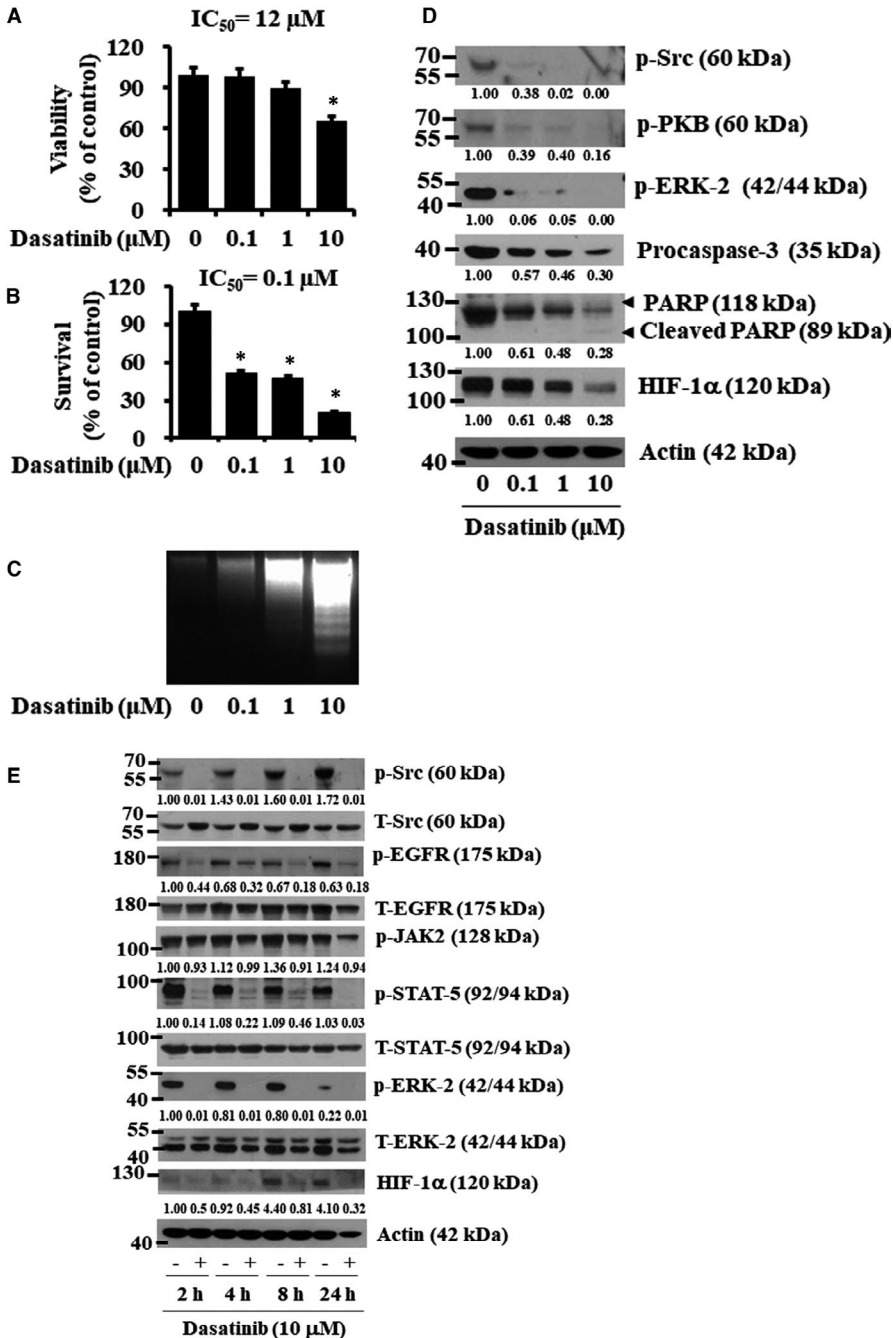 A
IC50= 12 µM
120
90
60
30
0
Viability
(% of control)
*
Dasatinib (µM) 0 0.1 1 10
B
IC50= 0.1 µM
120
90
60
30
0
Survival
(% of control)
* * *
Dasatinib (µM) 0 0.1 1 10
C
Dasatinib (µM) 0 0.1 1 10
D
70
55
p-Src (60 kDa)
1.00 0.38 0.02 0.00
p-PKB (60 kDa)
70
55
1.00 0.39 0.40 0.16
55
40
p-ERK-2 (42/44 kDa)
1.00 0.06 0.05 0.00
40
Procaspase-3 (35 kDa)
1.00 0.57 0.46 0.30
130
100
PARP (118 kDa)
Cleaved PARP (89 kDa)
1.00 0.61 0.48 0.28
130
100
HIF-1α (120 kDa)
1.00 0.61 0.48 0.28
40
Actin (42 kDa)
0 0.1 1 10
Dasatinib (µM)
E
70
55
p-Src (60 kDa)
1.00 0.01 1.43 0.01 1.60 0.01 1.72 0.01
70
55
T-Src (60 kDa)
180
p-EGFR (175 kDa)
1.00 0.44 0.68 0.32 0.67 0.18 0.63 0.18
180
T-EGFR (175 kDa)
100
p-JAK2 (128 kDa)
1.00 0.93 1.12 0.99 1.36 0.91 1.24 0.94
100
p-STAT-5 (92/94 kDa)
1.00 0.14 1.08 0.22 1.09 0.46 1.03 0.03
100
T-STAT-5 (92/94 kDa)
55
40
p-ERK-2 (42/44 kDa)
1.00 0.01 0.81 0.01 0.80 0.01 0.22 0.01
55
40
T-ERK-2 (42/44 kDa)
130
HIF-1α (120 kDa)
1.00 0.5 0.92 0.45 4.40 0.81 4.10 0.32
40
Actin (42 kDa)
- + - + - + - +
2 h 4 h 8 h 24 h
Dasatinib (10 µM)